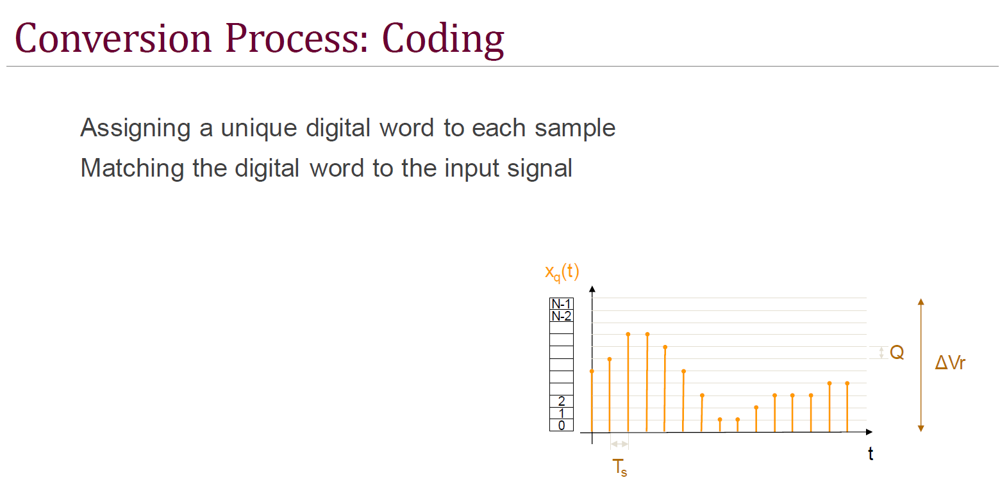 Conversion Process: Coding
Assigning a unique digital word to each sample
Matching the digital word to the input signal
xq(t)
N-1
N-2
2
1
0
Q
ΔVr
Ts
t